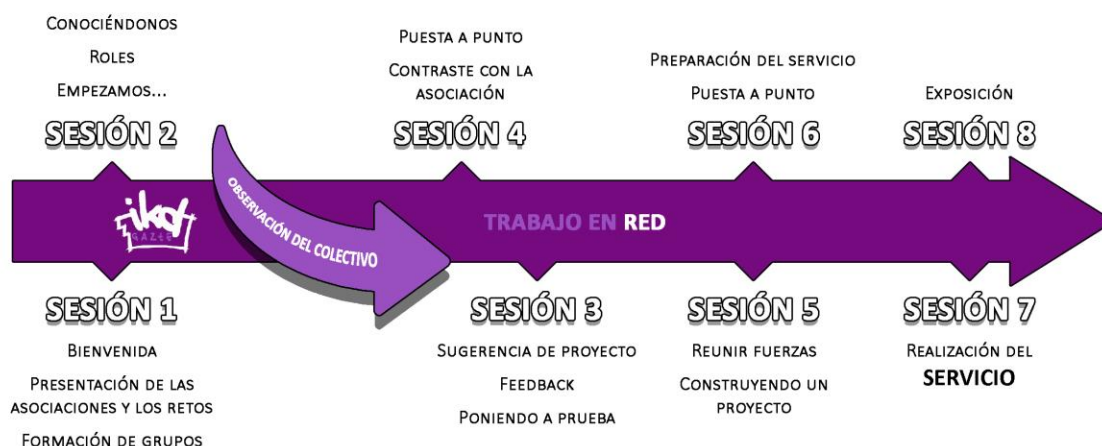 CONOCIÉNDONOS
ROLES
EMPEZAMOS...
SESIÓN 2
PUESTA A PUNTO
CONTRASTE CON LA
ASOCIACIÓN
SESIÓN 4
PREPARACIÓN DEL SERVICIO
PUESTA A PUNTO
SESIÓN 6
EXPOSICIÓN
SESIÓN 8
ikd
GAZTE
OBSERVACIÓN DEL COLECTIVO
TRABAJO EN RED
SESIÓN 1
BIENVENIDA
PRESENTACIÓN DE LAS
ASOCIACIONES Y LOS RETOS
FORMACIÓN DE GRUPOS
SESIÓN 3
SUGERENCIA DE PROYECTO
FEEDBACK
PONIENDO A PRUEBA
SESIÓN 5
REUNIR FUERZAS
CONSTRUYENDO UN
PROYECTO
SESIÓN 7
REALIZACIÓN DEL
SERVICIO